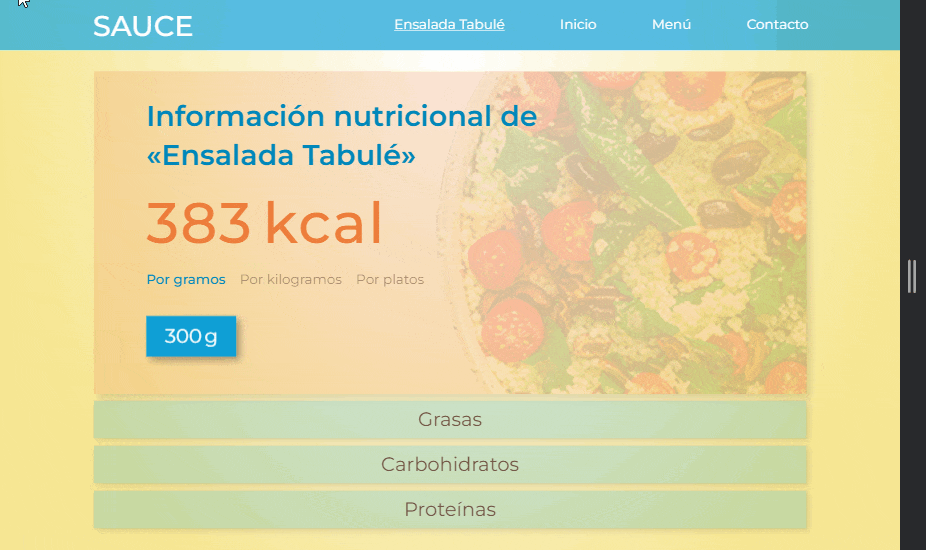 SAUCE Ensalada Tabulé Inicio Menú Contacto
Información nutricional de
«Ensalada Tabulé»
383 kcal
Por gramos Por kilogramos Por platos
300 g
Grasas
Carbohidratos
Proteínas